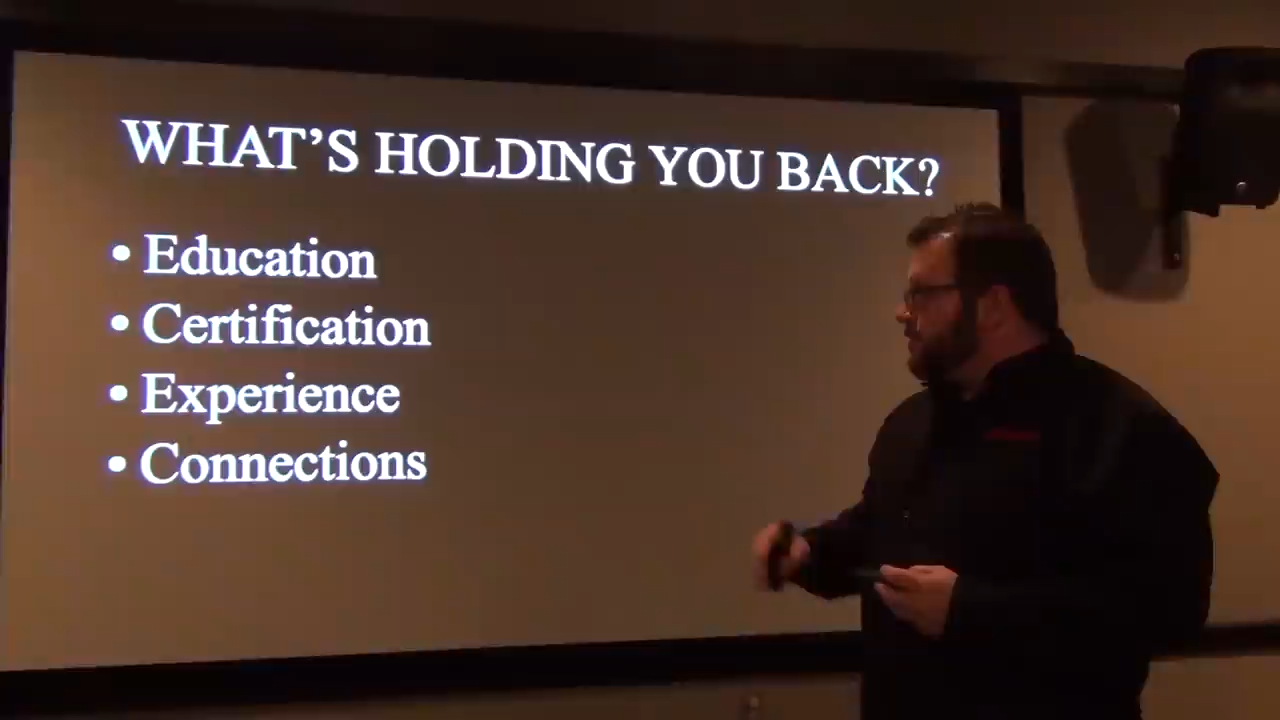 WHAT’S HOLDING YOU BACK?
• Education
• Certification
• Experience
• Connections